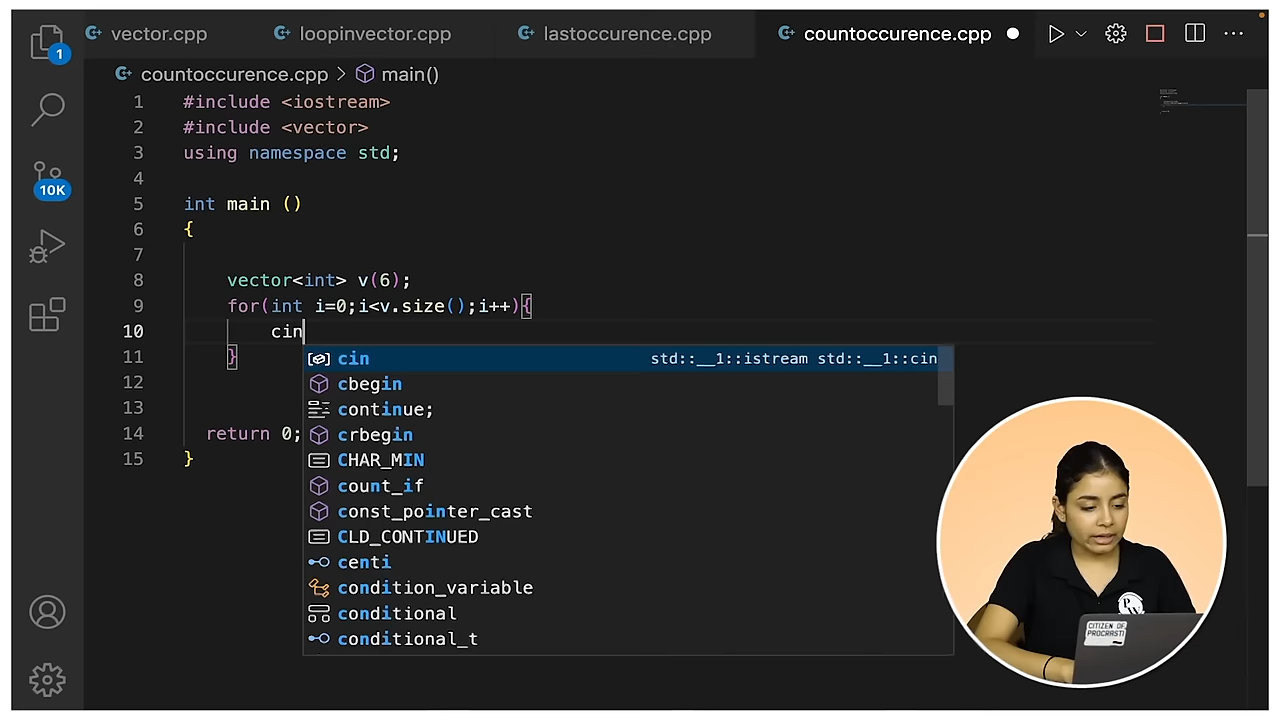 vector.cpp loopinvector.cpp lastoccurence.cpp countoccurence.cpp
1
countoccurence.cpp > main()
1 #include <iostream>
2 #include <vector>
3 using namespace std;
4
10K
5 int main ()
6 {
7
8 vector<int> v(6);
9 for(int i=0;i<v.size();i++){
10 cin
11 }
cin std::__1::istream std::__1::cin
12
cbegin
13
continue;
14 return 0;
crbegin
15 }
CHAR_MIN
count_if
const_pointer_cast
CLD_CONTINUED
centi
condition_variable
conditional
conditional_t
PW
CITIZEN OF
PROCRASTI